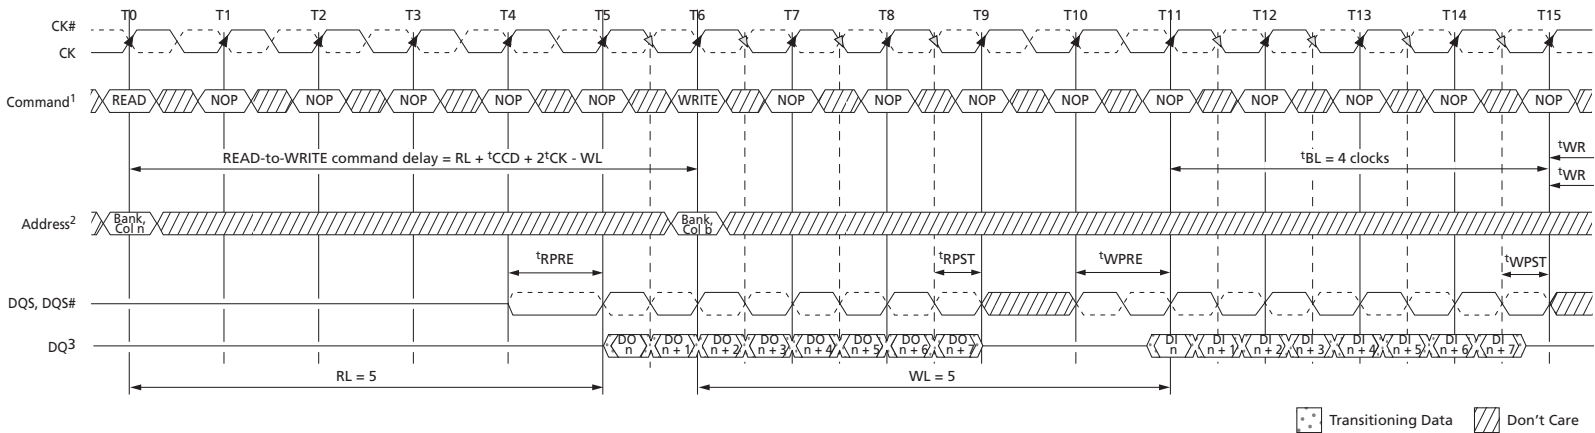 T0 T1 T2 T3 T4 T5 T6 T7 T8 T9 T10 T11 T12 T13 T14 T15
CK#
CK
Command¹ READ NOP NOP NOP NOP NOP WRITE NOP NOP NOP NOP NOP NOP NOP NOP NOP
READ-to-WRITE command delay = RL + ᵗCCD + 2ᵗCK - WL
ᵗBL = 4 clocks
ᵗWR
ᵗWR
Address²
Bank,
Col n
Bank,
Col b
ᵗRPRE ᵗRPST ᵗWPRE ᵗWPST
DQS, DQS#
DQ³
DO
n
DO
n + 1
DO
n + 2
DO
n + 3
DO
n + 4
DO
n + 5
DO
n + 6
DO
n + 7
DI
n
DI
n + 1
DI
n + 2
DI
n + 3
DI
n + 4
DI
n + 5
DI
n + 6
DI
n + 7
RL = 5 WL = 5
Transitioning Data Don't Care